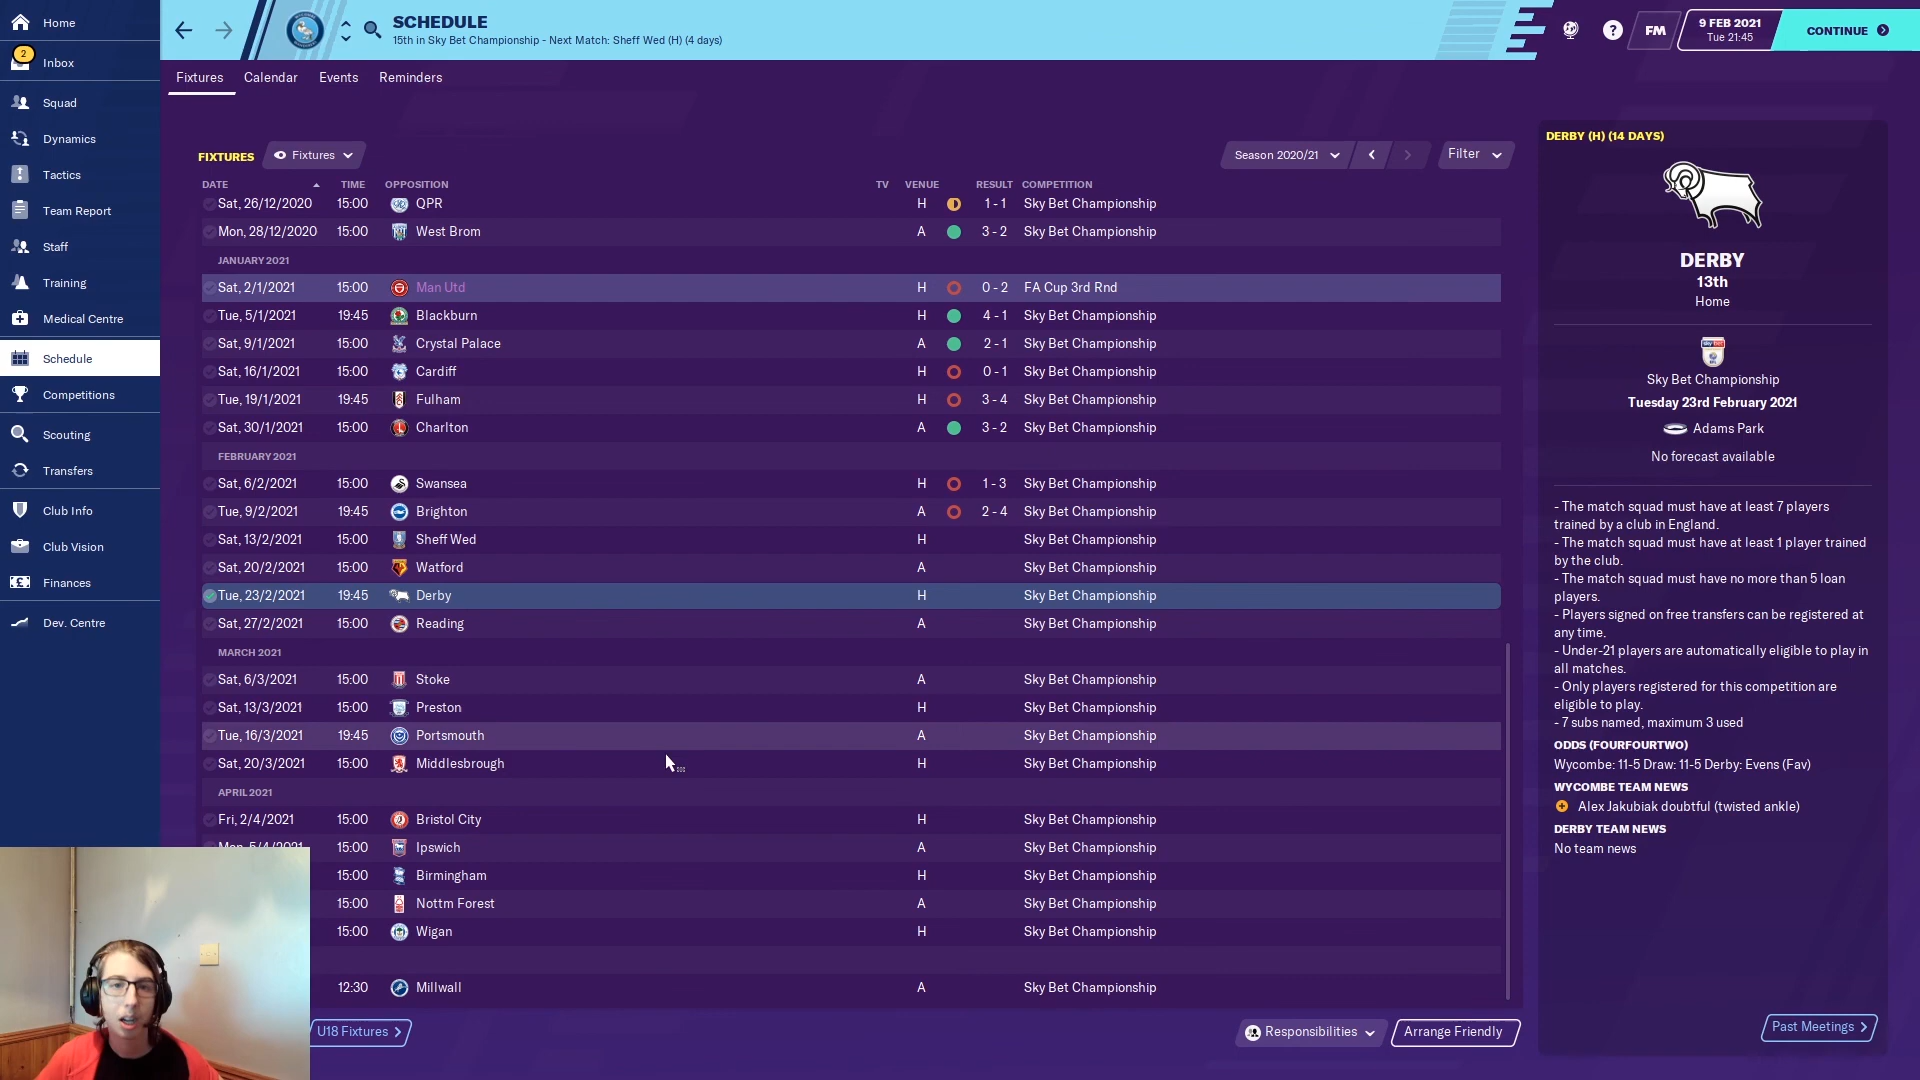 Home
2
Inbox
Squad
Dynamics
Tactics
Team Report
Staff
Training
Medical Centre
Schedule
Competitions
Scouting
Transfers
Club Info
Club Vision
Finances
Dev. Centre
SCHEDULE
15th in Sky Bet Championship - Next Match: Sheff Wed (H) (4 days)
? FM 9 FEB 2021
Tue 21:45
CONTINUE
Fixtures Calendar Events Reminders
FIXTURES Fixtures Season 2020/21 Filter
DATE TIME OPPOSITION TV VENUE RESULT COMPETITION
Sat, 26/12/2020 15:00 QPR H 1 - 1 Sky Bet Championship
Mon, 28/12/2020 15:00 West Brom A 3 - 2 Sky Bet Championship
JANUARY 2021
Sat, 2/1/2021 15:00 Man Utd H 0 - 2 FA Cup 3rd Rnd
Tue, 5/1/2021 19:45 Blackburn H 4 - 1 Sky Bet Championship
Sat, 9/1/2021 15:00 Crystal Palace A 2 - 1 Sky Bet Championship
Sat, 16/1/2021 15:00 Cardiff H 0 - 1 Sky Bet Championship
Tue, 19/1/2021 19:45 Fulham H 3 - 4 Sky Bet Championship
Sat, 30/1/2021 15:00 Charlton A 3 - 2 Sky Bet Championship
FEBRUARY 2021
Sat, 6/2/2021 15:00 Swansea H 1 - 3 Sky Bet Championship
Tue, 9/2/2021 19:45 Brighton A 2 - 4 Sky Bet Championship
Sat, 13/2/2021 15:00 Sheff Wed H Sky Bet Championship
Sat, 20/2/2021 15:00 Watford A Sky Bet Championship
Tue, 23/2/2021 19:45 Derby H Sky Bet Championship
Sat, 27/2/2021 15:00 Reading A Sky Bet Championship
MARCH 2021
Sat, 6/3/2021 15:00 Stoke A Sky Bet Championship
Sat, 13/3/2021 15:00 Preston H Sky Bet Championship
Tue, 16/3/2021 19:45 Portsmouth A Sky Bet Championship
Sat, 20/3/2021 15:00 Middlesbrough H Sky Bet Championship
APRIL 2021
Fri, 2/4/2021 15:00 Bristol City H Sky Bet Championship
Mon, 5/4/2021 15:00 Ipswich A Sky Bet Championship
15:00 Birmingham H Sky Bet Championship
15:00 Nottm Forest A Sky Bet Championship
15:00 Wigan H Sky Bet Championship
12:30 Millwall A Sky Bet Championship
U18 Fixtures Responsibilities Arrange Friendly
DERBY (H) (14 DAYS)
DERBY
13th
Home
sky bet
Sky Bet Championship
Tuesday 23rd February 2021
Adams Park
No forecast available
- The match squad must have at least 7 players
trained by a club in England.
- The match squad must have at least 1 player trained
by the club.
- The match squad must have no more than 5 loan
players.
- Players signed on free transfers can be registered at
any time.
- Under-21 players are automatically eligible to play in
all matches.
- Only players registered for this competition are
eligible to play.
- 7 subs named, maximum 3 used
ODDS (FOURFOURTWO)
Wycombe: 11-5 Draw: 11-5 Derby: Evens (Fav)
WYCOMBE TEAM NEWS
Alex Jakubiak doubtful (twisted ankle)
DERBY TEAM NEWS
No team news
Past Meetings